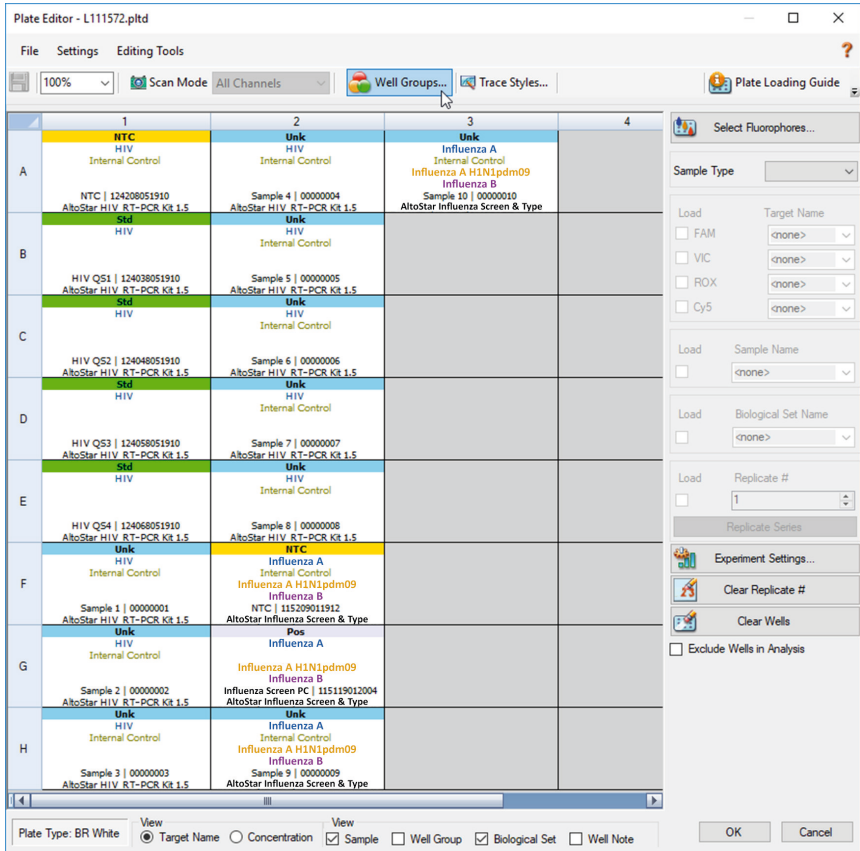 Plate Editor - L111572.pltd
File Settings Editing Tools ?
100% Scan Mode All Channels Well Groups... Trace Styles... Plate Loading Guide
1 2 3 4
A
NTC
HIV
Internal Control
NTC | 124208051910
AltoStar HIV RT-PCR Kit 1.5
Unk
HIV
Internal Control
Sample 4 | 00000004
AltoStar HIV RT-PCR Kit 1.5
Unk
Influenza A
Internal Control
Influenza A H1N1pdm09
Influenza B
Sample 10 | 00000010
AltoStar Influenza Screen & Type
B
Std
HIV
HIV QS1 | 124038051910
AltoStar HIV RT-PCR Kit 1.5
Unk
HIV
Internal Control
Sample 5 | 00000005
AltoStar HIV RT-PCR Kit 1.5
C
Std
HIV
HIV QS2 | 124048051910
AltoStar HIV RT-PCR Kit 1.5
Unk
HIV
Internal Control
Sample 6 | 00000006
AltoStar HIV RT-PCR Kit 1.5
D
Std
HIV
HIV QS3 | 124058051910
AltoStar HIV RT-PCR Kit 1.5
Unk
HIV
Internal Control
Sample 7 | 00000007
AltoStar HIV RT-PCR Kit 1.5
E
Std
HIV
HIV QS4 | 124068051910
AltoStar HIV RT-PCR Kit 1.5
Unk
HIV
Internal Control
Sample 8 | 00000008
AltoStar HIV RT-PCR Kit 1.5
F
Unk
HIV
Internal Control
Sample 1 | 00000001
AltoStar HIV RT-PCR Kit 1.5
NTC
Influenza A
Internal Control
Influenza A H1N1pdm09
Influenza B
NTC | 115209011912
AltoStar Influenza Screen & Type
G
Unk
HIV
Internal Control
Sample 2 | 00000002
AltoStar HIV RT-PCR Kit 1.5
Pos
Influenza A
Influenza A H1N1pdm09
Influenza B
Influenza Screen PC | 115119012004
AltoStar Influenza Screen & Type
H
Unk
HIV
Internal Control
Sample 3 | 00000003
AltoStar HIV RT-PCR Kit 1.5
Unk
Influenza A
Internal Control
Influenza A H1N1pdm09
Influenza B
Sample 9 | 00000009
AltoStar Influenza Screen & Type
Select Fluorophores...
Sample Type
Load Target Name
FAM <none>
VIC <none>
ROX <none>
Cy5 <none>
Load Sample Name
<none>
Load Biological Set Name
<none>
Load Replicate #
1
Replicate Series
Experiment Settings...
Clear Replicate #
Clear Wells
Exclude Wells in Analysis
Plate Type: BR White
View
Target Name Concentration
View
Sample Well Group Biological Set Well Note
OK Cancel